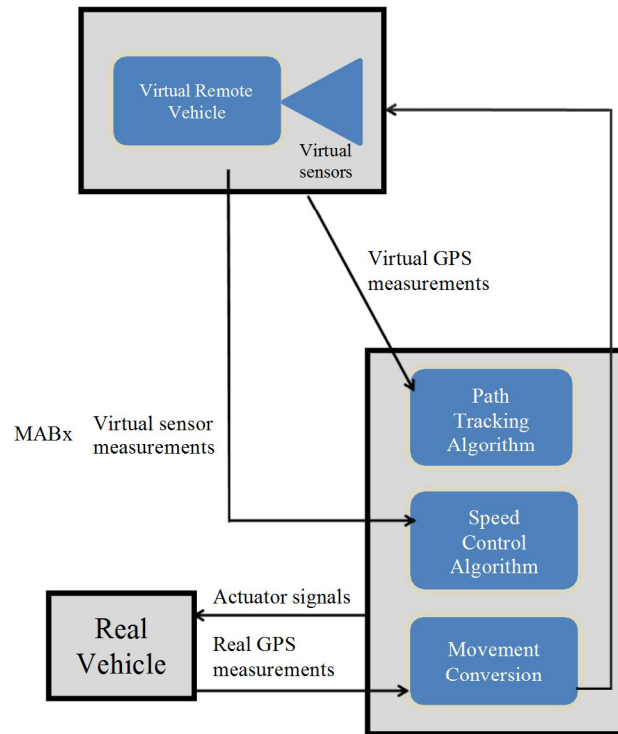 Virtual Remote
Vehicle
Virtual
sensors
Virtual GPS
measurements
Path
Tracking
Algorithm
MABx
Virtual sensor
measurements
Speed
Control
Algorithm
Actuator signals
Real
Vehicle
Real GPS
measurements
Movement
Conversion